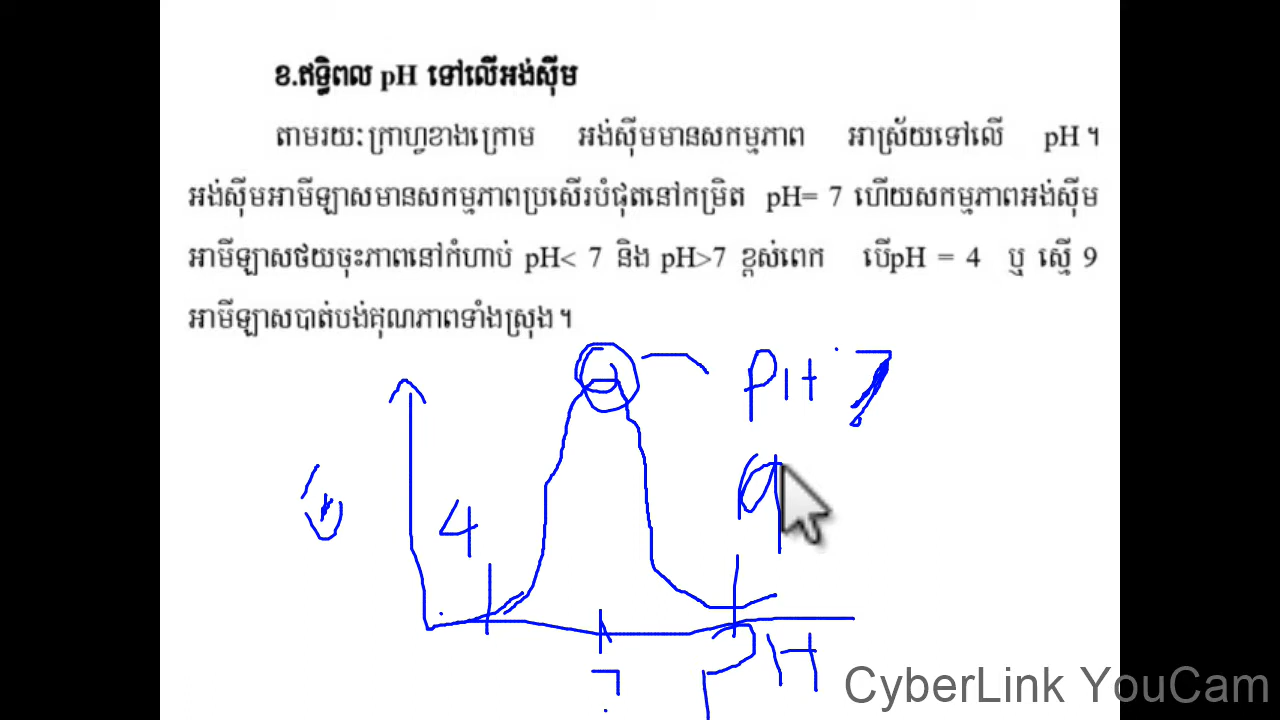 ខ.ឥទ្ធិពល pH ទៅលើអង់ស៊ីម
តាមរយៈក្រាហ្វខាងក្រោម អង់ស៊ីមមានសកម្មភាព អាស្រ័យទៅលើ pH ។
អង់ស៊ីមអាមីឡាសមានសកម្មភាពប្រសើរបំផុតនៅកម្រិត pH= 7 ហើយសកម្មភាពអង់ស៊ីម
អាមីឡាសថយចុះភាពនៅកំហាប់ pH< 7 និង pH>7 ខ្ពស់ពេក បើpH = 4 ឬ ស្មើ 9
អាមីឡាសបាត់បង់គុណភាពទាំងស្រុង ។
pH 7
4 9
7 pH
CyberLink YouCam